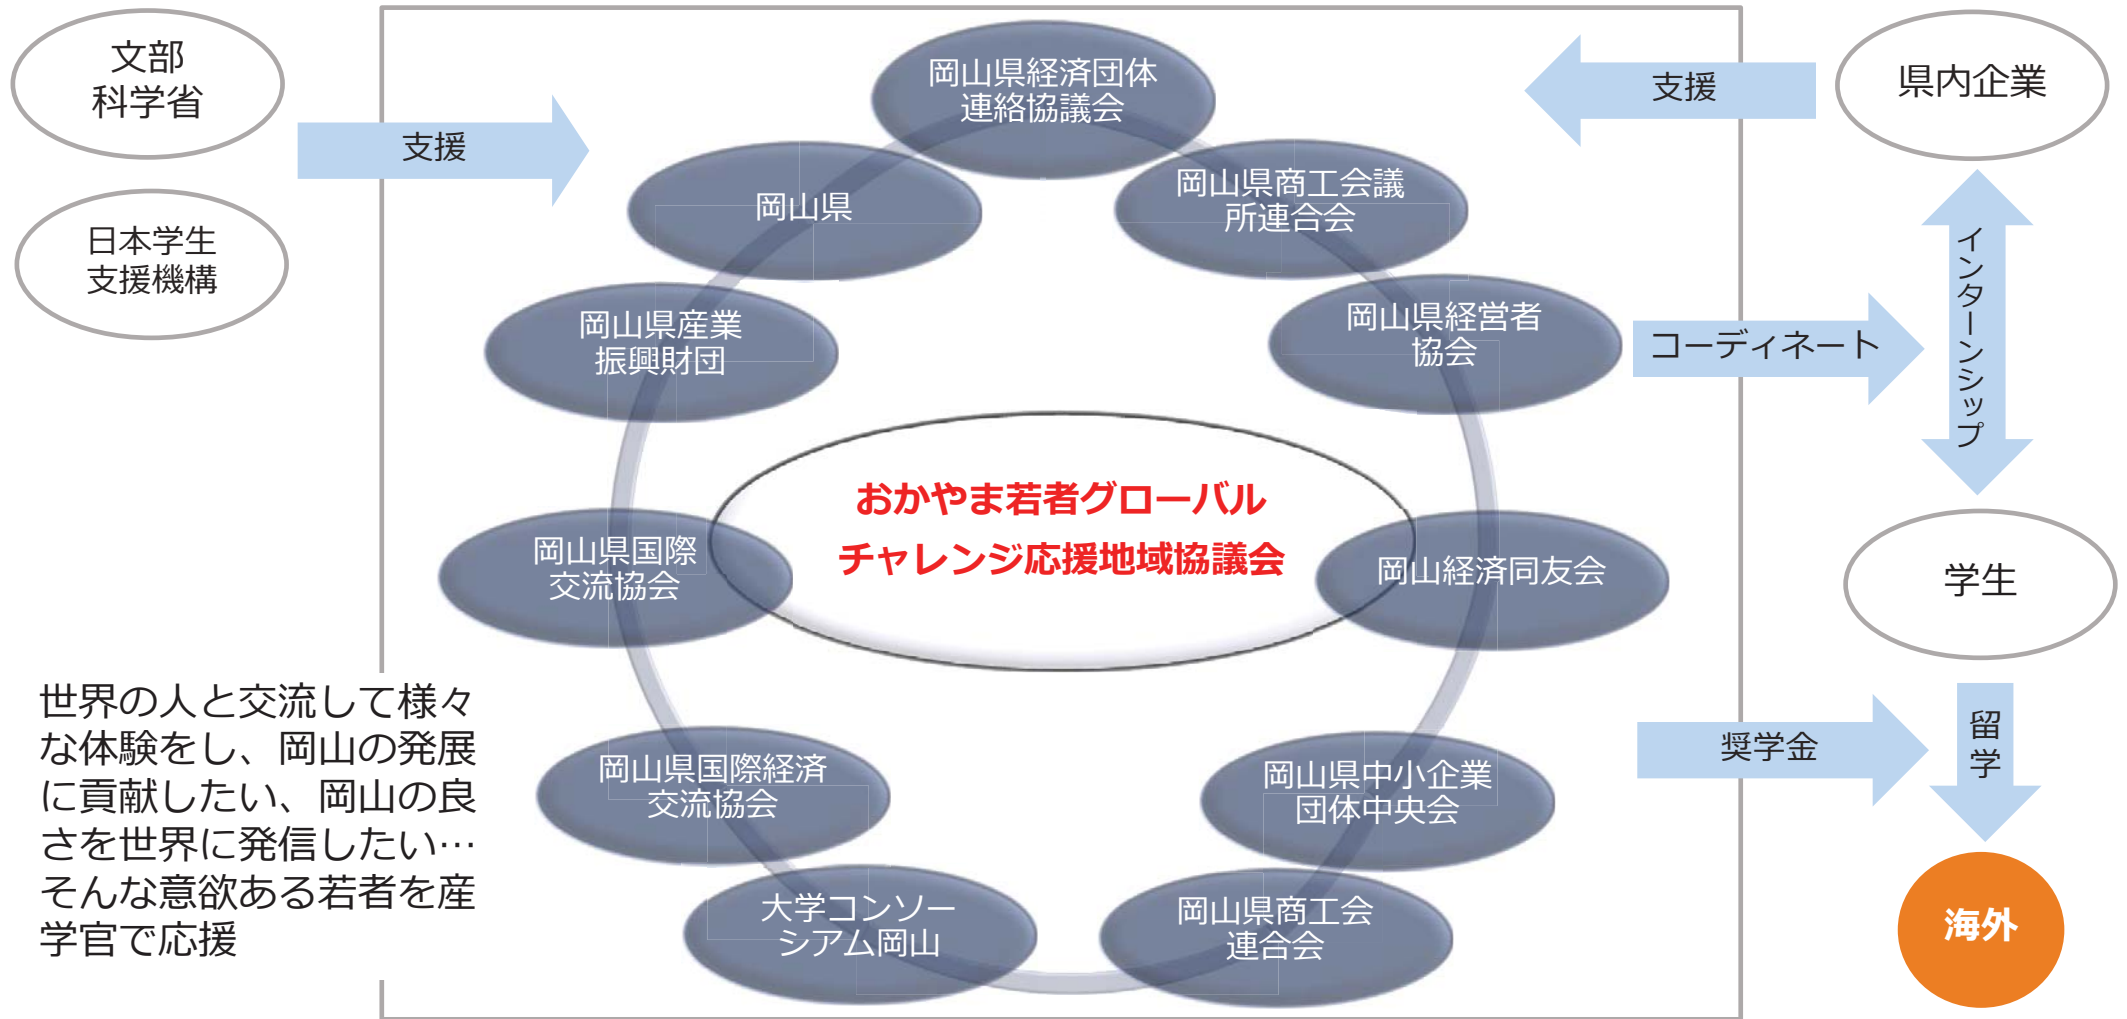 文部
科学省
日本学生
支援機構
支援
岡山県経済団体
連絡協議会
岡山県
岡山県商工会議
所連合会
岡山県産業
振興財団
岡山県経営者
協会
おかやま若者グローバル
チャレンジ応援地域協議会
岡山県国際
交流協会
岡山経済同友会
岡山県国際経済
交流協会
岡山県中小企業
団体中央会
大学コンソー
シアム岡山
岡山県商工会
連合会
世界の人と交流して様々
な体験をし、岡山の発展
に貢献したい、岡山の良
さを世界に発信したい…
そんな意欲ある若者を産
学官で応援
支援
県内企業
インターンシップ
コーディネート
学生
奨学金
留学
海外